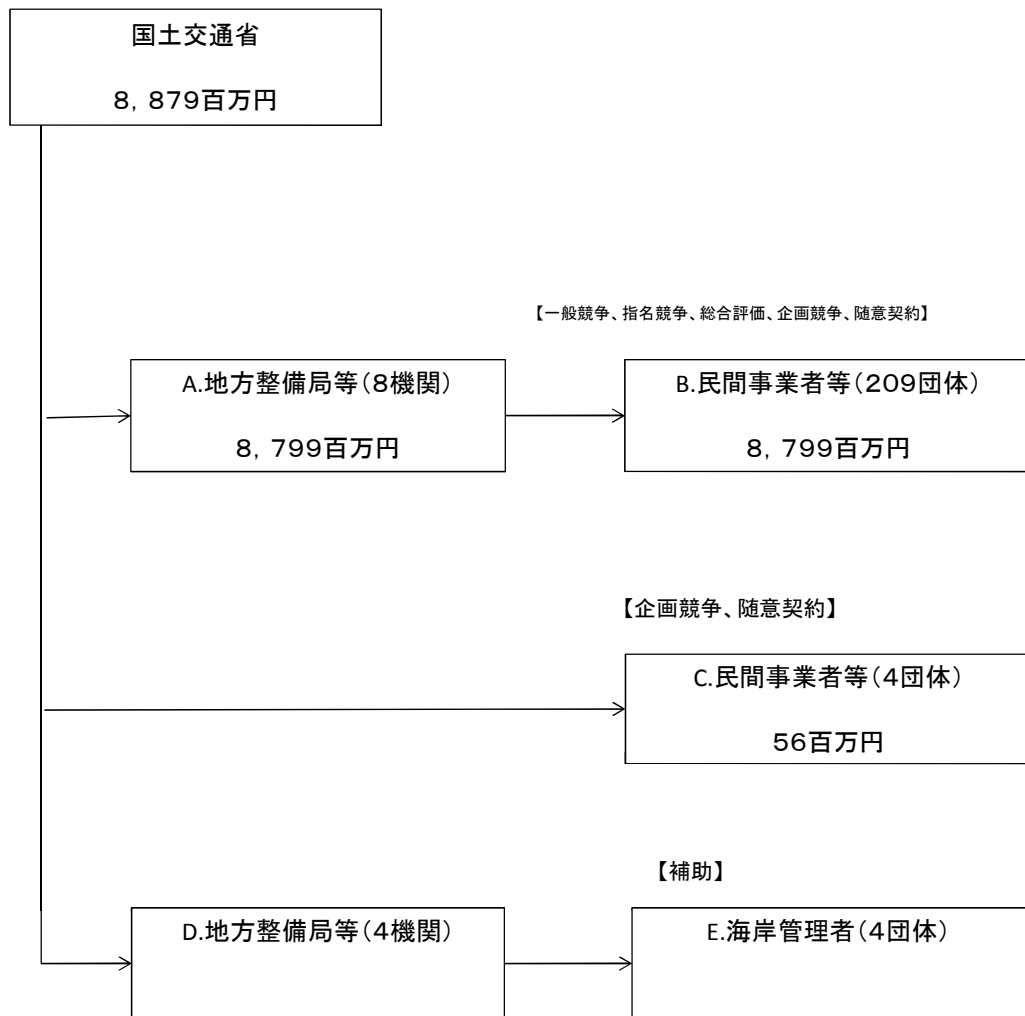 国土交通省
8，879百万円
【一般競争、指名競争、総合評価、企画競争、随意契約】
A.地方整備局等（8機関）
8，799百万円
B.民間事業者等（209団体）
8，799百万円
【企画競争、随意契約】
C.民間事業者等（4団体）
56百万円
【補助】
D.地方整備局等（4機関）
E.海岸管理者（4団体）